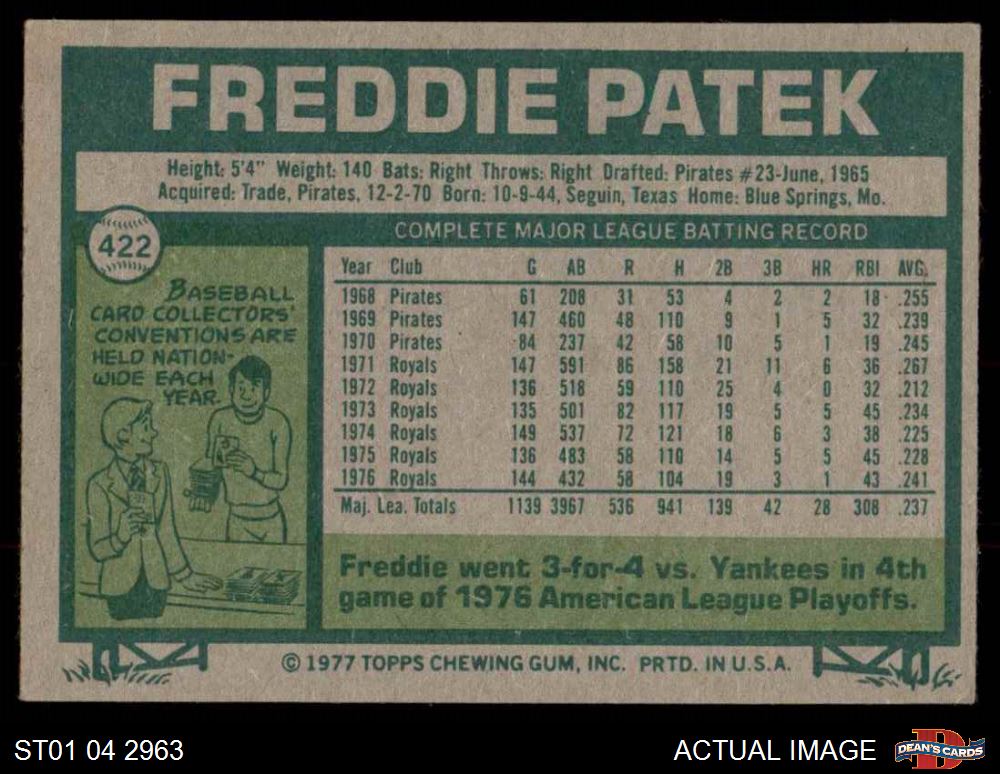 FREDDIE PATEK
Height: 5'4" Weight: 140 Bats: Right Throws: Right Drafted: Pirates #23-June, 1965
Acquired: Trade, Pirates, 12-2-70 Born: 10-9-44, Seguin, Texas Home: Blue Springs, Mo.
422
BASEBALL
CARD COLLECTORS'
CONVENTIONS ARE
HELD NATION-
WIDE EACH
YEAR.
COMPLETE MAJOR LEAGUE BATTING RECORD
Year Club G AB R H 2B 3B HR RBI AVG.
1968 Pirates 61 208 31 53 4 2 2 18 .255
1969 Pirates 147 460 48 110 9 1 5 32 .239
1970 Pirates 84 237 42 58 10 5 1 19 .245
1971 Royals 147 591 86 158 21 11 6 36 .267
1972 Royals 136 518 59 110 25 4 0 32 .212
1973 Royals 135 501 82 117 19 5 5 45 .234
1974 Royals 149 537 72 121 18 6 3 38 .225
1975 Royals 136 483 58 110 14 5 5 45 .228
1976 Royals 144 432 58 104 19 3 1 43 .241
Maj. Lea. Totals 1139 3967 536 941 139 42 28 308 .237
Freddie went 3-for-4 vs. Yankees in 4th
game of 1976 American League Playoffs.
© 1977 TOPPS CHEWING GUM, INC. PRTD. IN U.S.A.
ST01 04 2963
ACTUAL IMAGE
D
DEAN'S CARDS